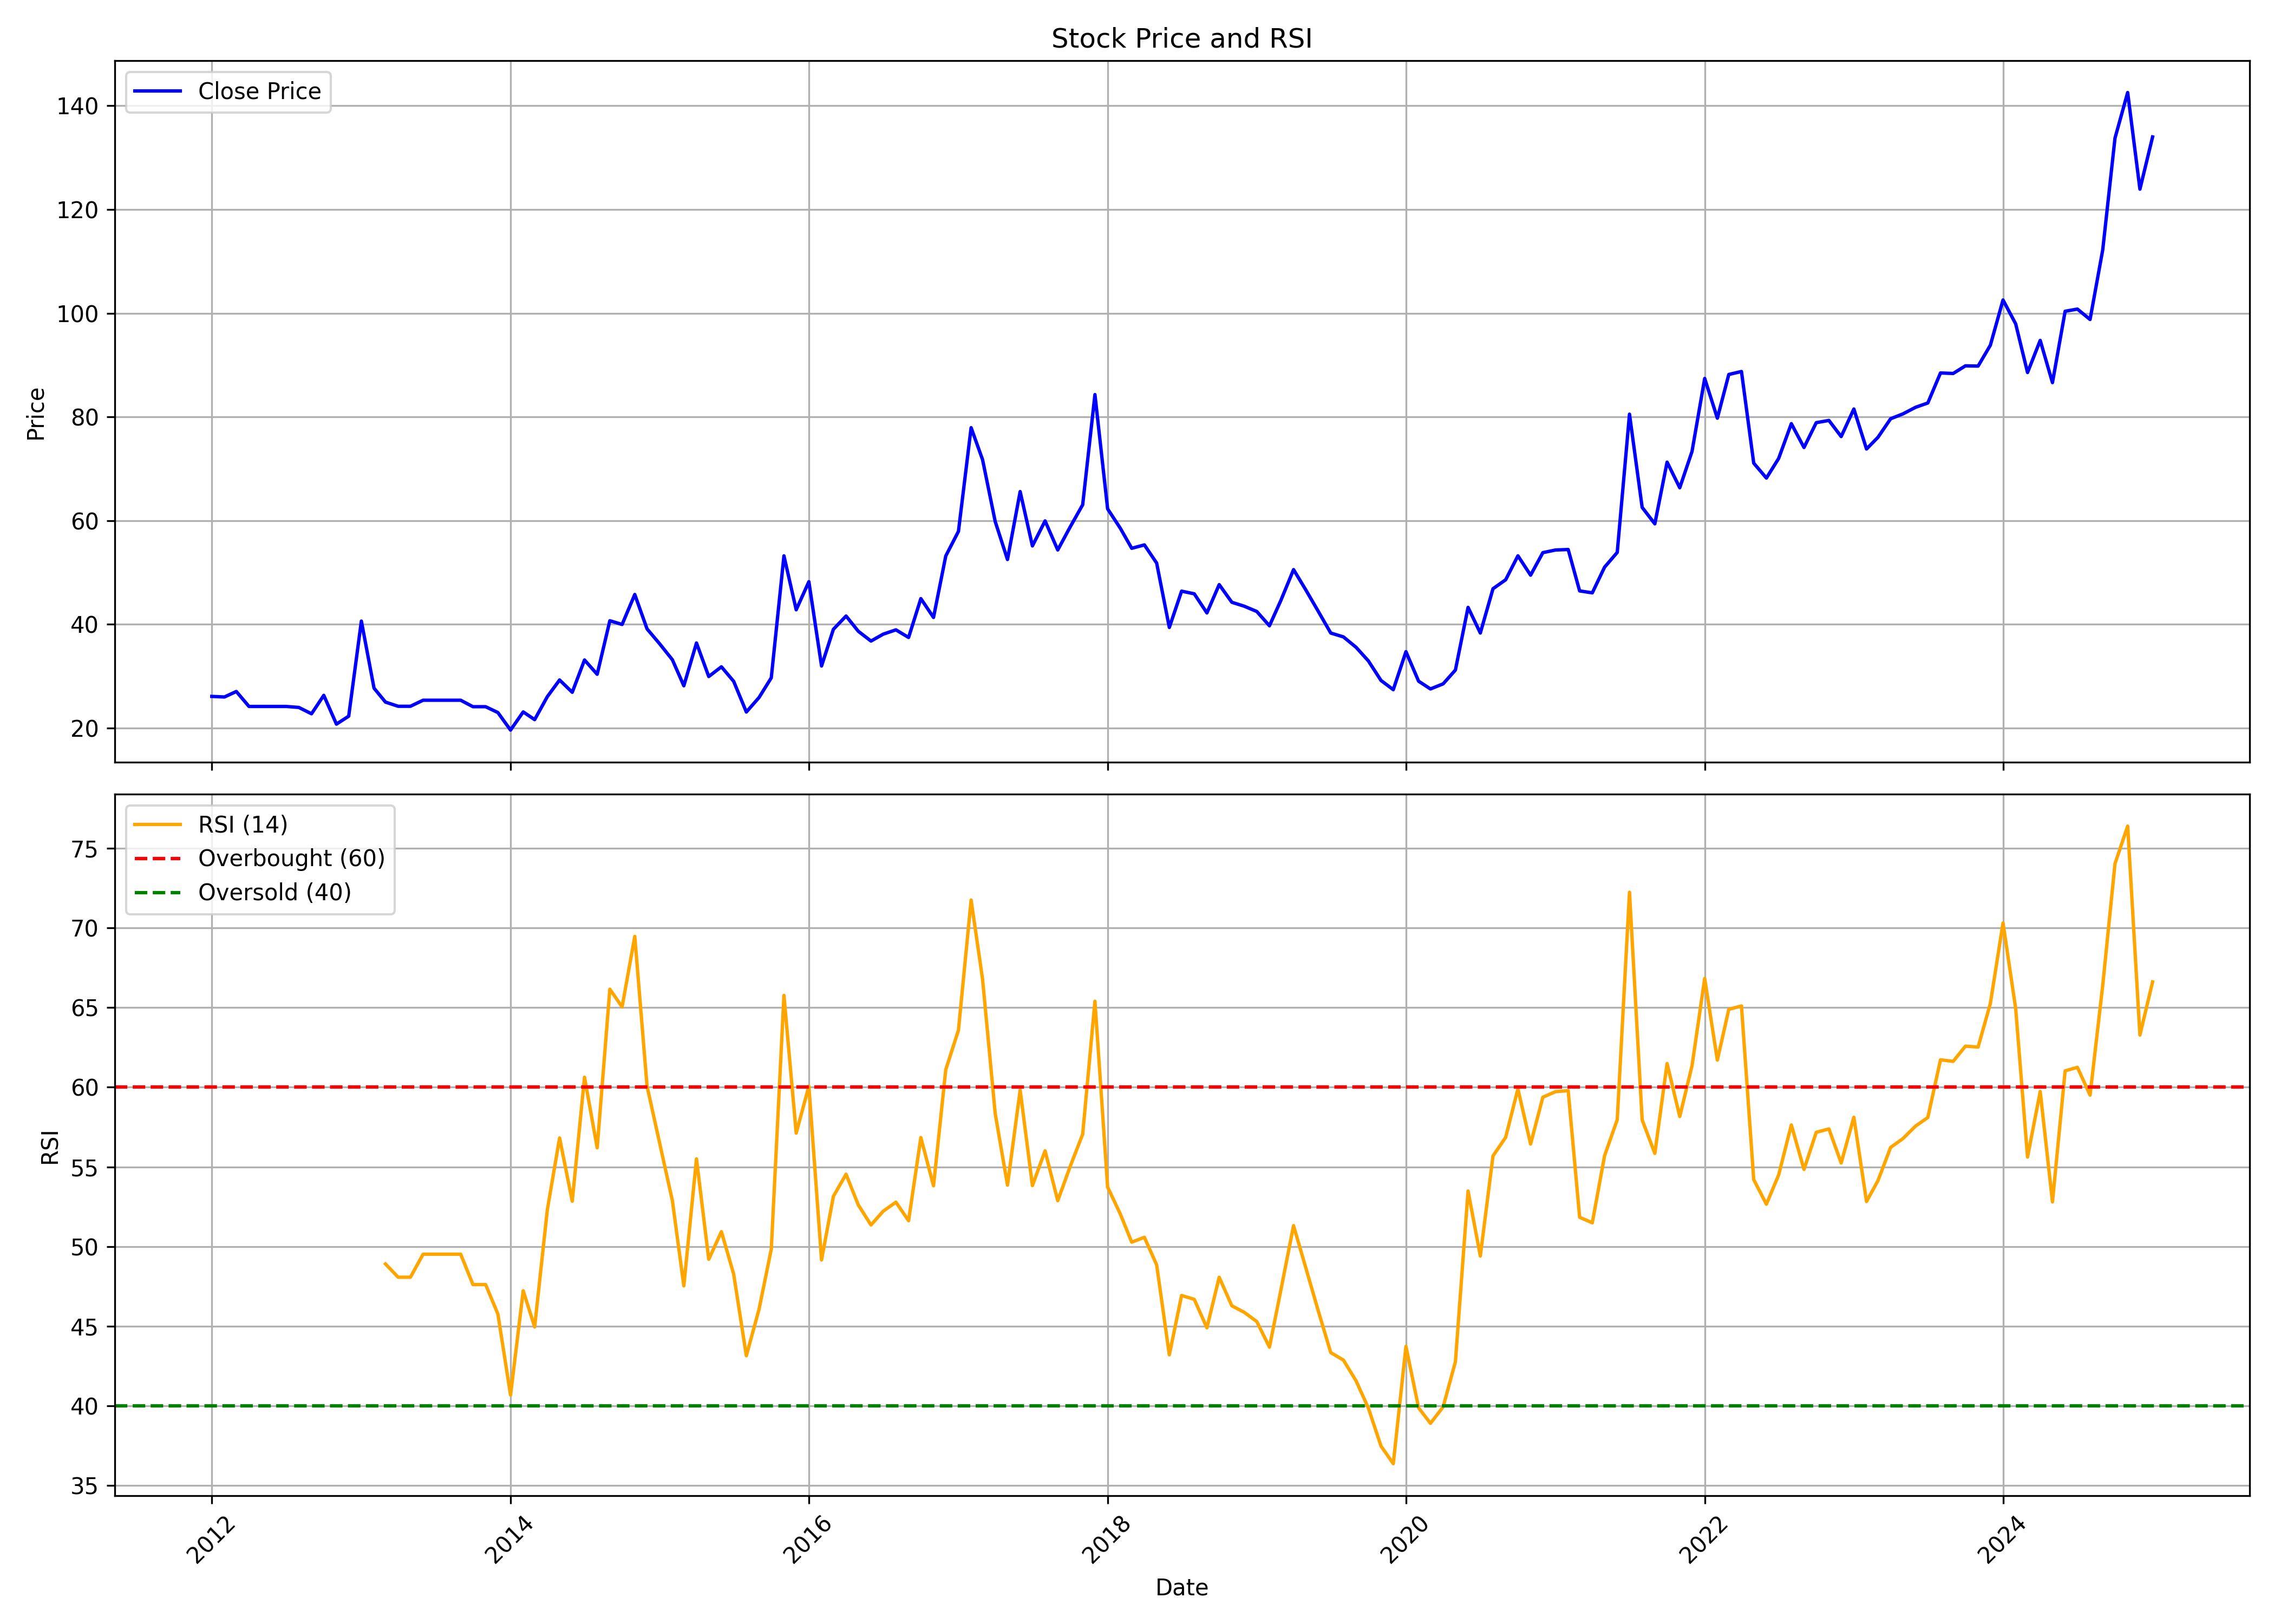 Stock Price and RSI
Close Price
140
120
100
80
60
40
20
Price
RSI (14)
Overbought (60)
Oversold (40)
75
70
65
60
55
50
45
40
35
RSI
2012
2014
2016
2018
2020
2022
2024
Date